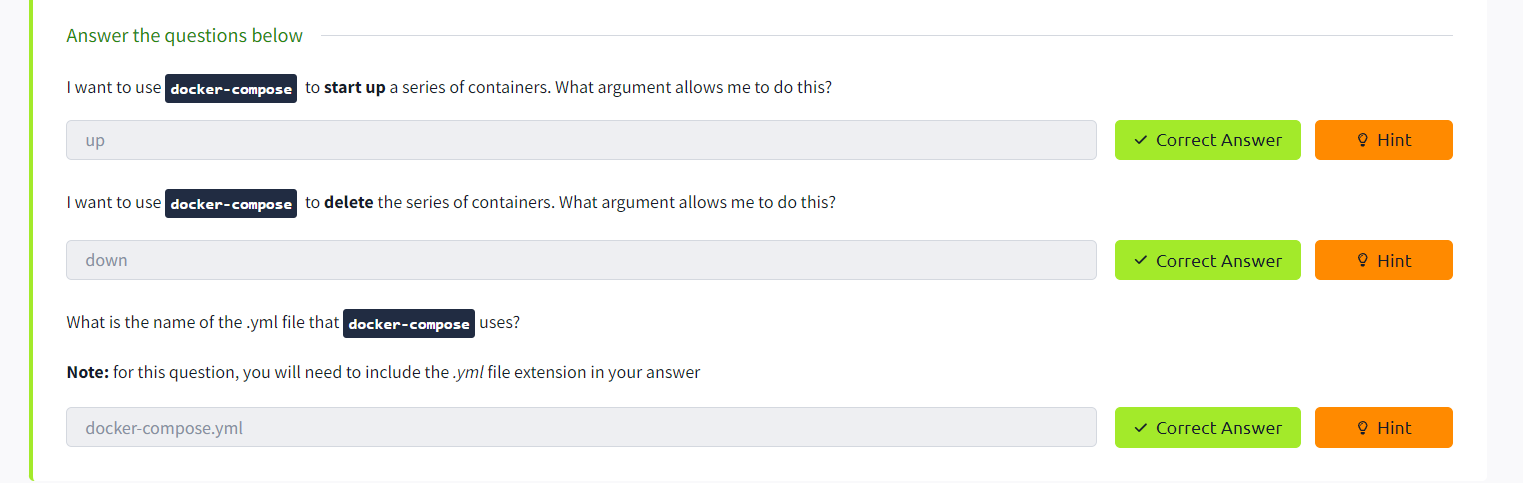 Answer the questions below
I want to use docker-compose to start up a series of containers. What argument allows me to do this?
up
Correct Answer
Hint
I want to use docker-compose to delete the series of containers. What argument allows me to do this?
down
Correct Answer
Hint
What is the name of the .yml file that docker-compose uses?
Note: for this question, you will need to include the .yml file extension in your answer
docker-compose.yml
Correct Answer
Hint